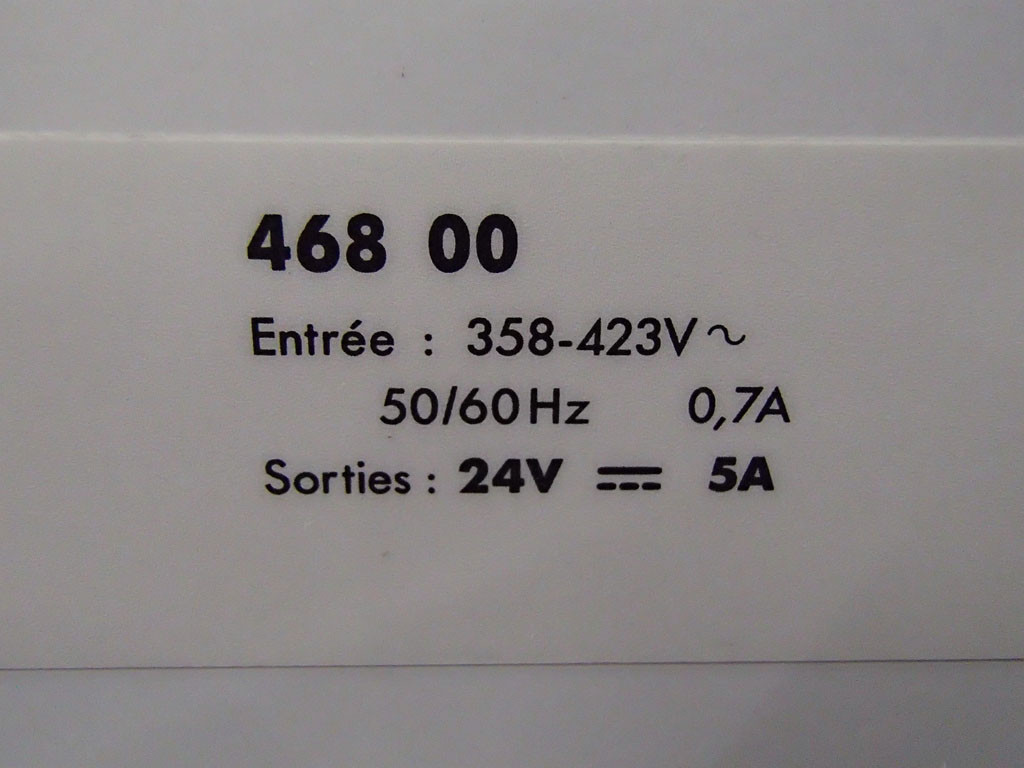 468 00
Entrée : 358-423V ~
50/60 Hz 0,7A
Sorties : 24V ⎓ 5A